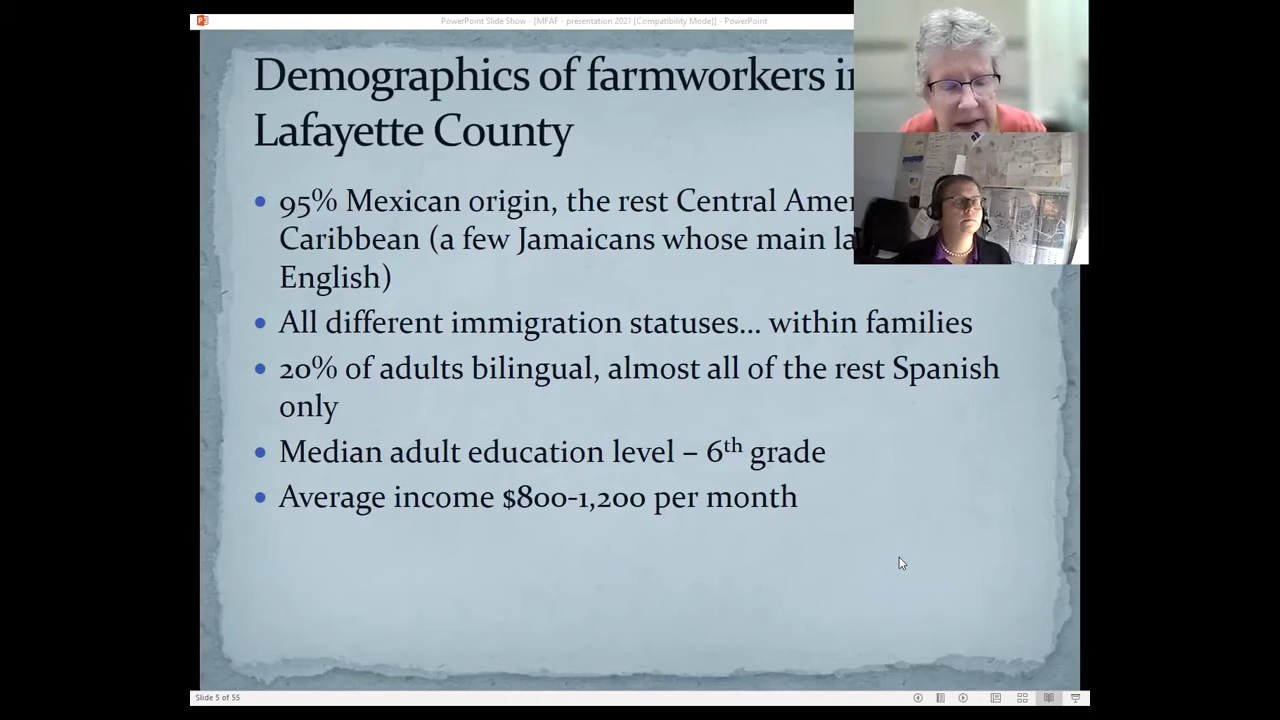 PowerPoint Slide Show - [MFAF - presentation 2021 [Compatibility Mode]] - PowerPoint
Demographics of farmworkers in
Lafayette County
95% Mexican origin, the rest Central
Caribbean (a few Jamaicans whose main
English)
All different immigration statuses... within families
20% of adults bilingual, almost all of the rest Spanish
only
Median adult education level – 6th grade
Average income $800-1,200 per month
Slide 5 of 55